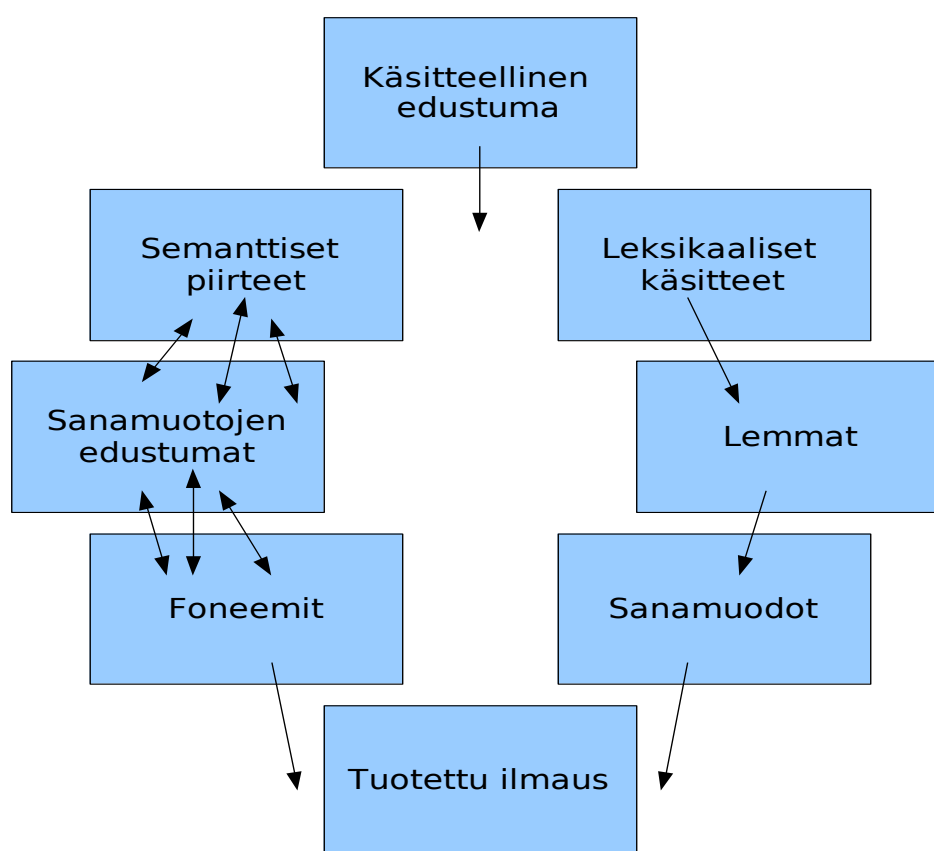 Käsitteellinen
edustuma
Semanttiset
piirteet
Leksikaaliset
käsitteet
Sanamuotojen
edustumat
Lemmat
Foneemit
Sanamuodot
Tuotettu ilmaus